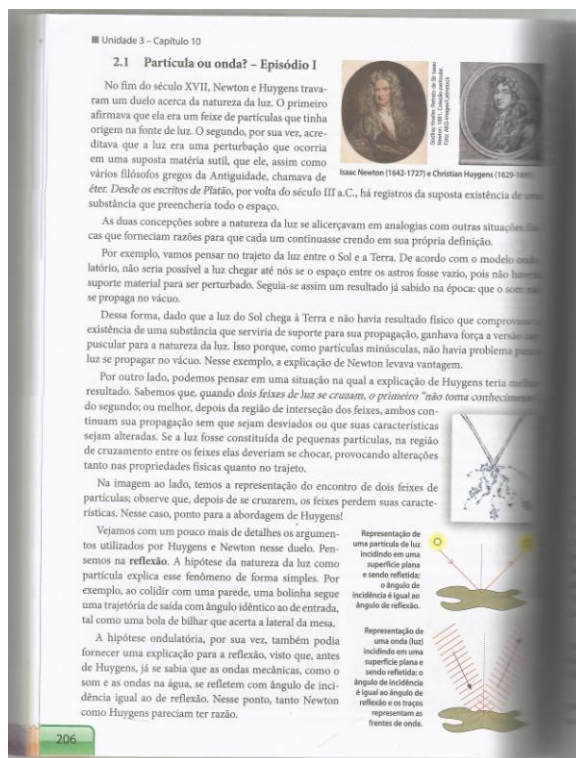 Unidade 3 – Capítulo 10
2.1 Partícula ou onda? – Episódio I
No fim do século XVII, Newton e Huygens trava-
ram um duelo acerca da natureza da luz. O primeiro
afirmava que ela era um feixe de partículas que tinha
origem na fonte de luz. O segundo, por sua vez, acre-
ditava que a luz era uma perturbação que ocorria
em uma suposta matéria sutil, que ele, assim como
vários filósofos gregos da Antiguidade, chamava de
éter. Desde os escritos de Platão, por volta do século III a.C., há registros da suposta existência de uma
substância que preencheria todo o espaço.
Isaac Newton (1642-1727) e Christian Huygens (1629-1695).
As duas concepções sobre a natureza da luz se alicerçavam em analogias com outras situações
cas que forneciam razões para que cada um continuasse crendo em sua própria definição.
Por exemplo, vamos pensar no trajeto da luz entre o Sol e a Terra. De acordo com o modelo
latório, não seria possível a luz chegar até nós se o espaço entre os astros fosse vazio, pois não
suporte material para ser perturbado. Seguia-se assim um resultado já sabido na época: que o som não
se propaga no vácuo.
Dessa forma, dado que a luz do Sol chega à Terra e não havia resultado físico que comprovasse
existência de uma substância que serviria de suporte para sua propagação, ganhava força a versão
puscular para a natureza da luz. Isso porque, como partículas minúsculas, não havia problema para
luz se propagar no vácuo. Nesse exemplo, a explicação de Newton levava vantagem.
Por outro lado, podemos pensar em uma situação na qual a explicação de Huygens teria melhor
resultado. Sabemos que, quando dois feixes de luz se cruzam, o primeiro "não toma conhecimento"
do segundo; ou melhor, depois da região de interseção dos feixes, ambos con-
tinuam sua propagação sem que sejam desviados ou que suas características
sejam alteradas. Se a luz fosse constituída de pequenas partículas, na região
de cruzamento entre os feixes elas deveriam se chocar, provocando alterações
tanto nas propriedades físicas quanto no trajeto.
Na imagem ao lado, temos a representação do encontro de dois feixes de
partículas; observe que, depois de se cruzarem, os feixes perdem suas caracte-
rísticas. Nesse caso, ponto para a abordagem de Huygens!
Vejamos com um pouco mais de detalhes os argumen-
tos utilizados por Huygens e Newton nesse duelo. Pen-
semos na reflexão. A hipótese da natureza da luz como
partícula explica esse fenômeno de forma simples. Por
exemplo, ao colidir com uma parede, uma bolinha segue
uma trajetória de saída com ângulo idêntico ao de entrada,
tal como uma bola de bilhar que acerta a lateral da mesa.
A hipótese ondulatória, por sua vez, também podia
fornecer uma explicação para a reflexão, visto que, antes
de Huygens, já se sabia que as ondas mecânicas, como o
som e as ondas na água, se refletem com ângulo de inci-
dência igual ao de reflexão. Nesse ponto, tanto Newton
como Huygens pareciam ter razão.
Representação de
uma partícula de luz
incidindo em uma
superfície plana
e sendo refletida;
o ângulo de
incidência é igual ao
ângulo de reflexão.
Representação de
uma onda (luz)
incidindo em uma
superfície plana e
sendo refletida: o
ângulo de incidência
é igual ao ângulo de
reflexão e os traços
representam as
frentes de onda.
206